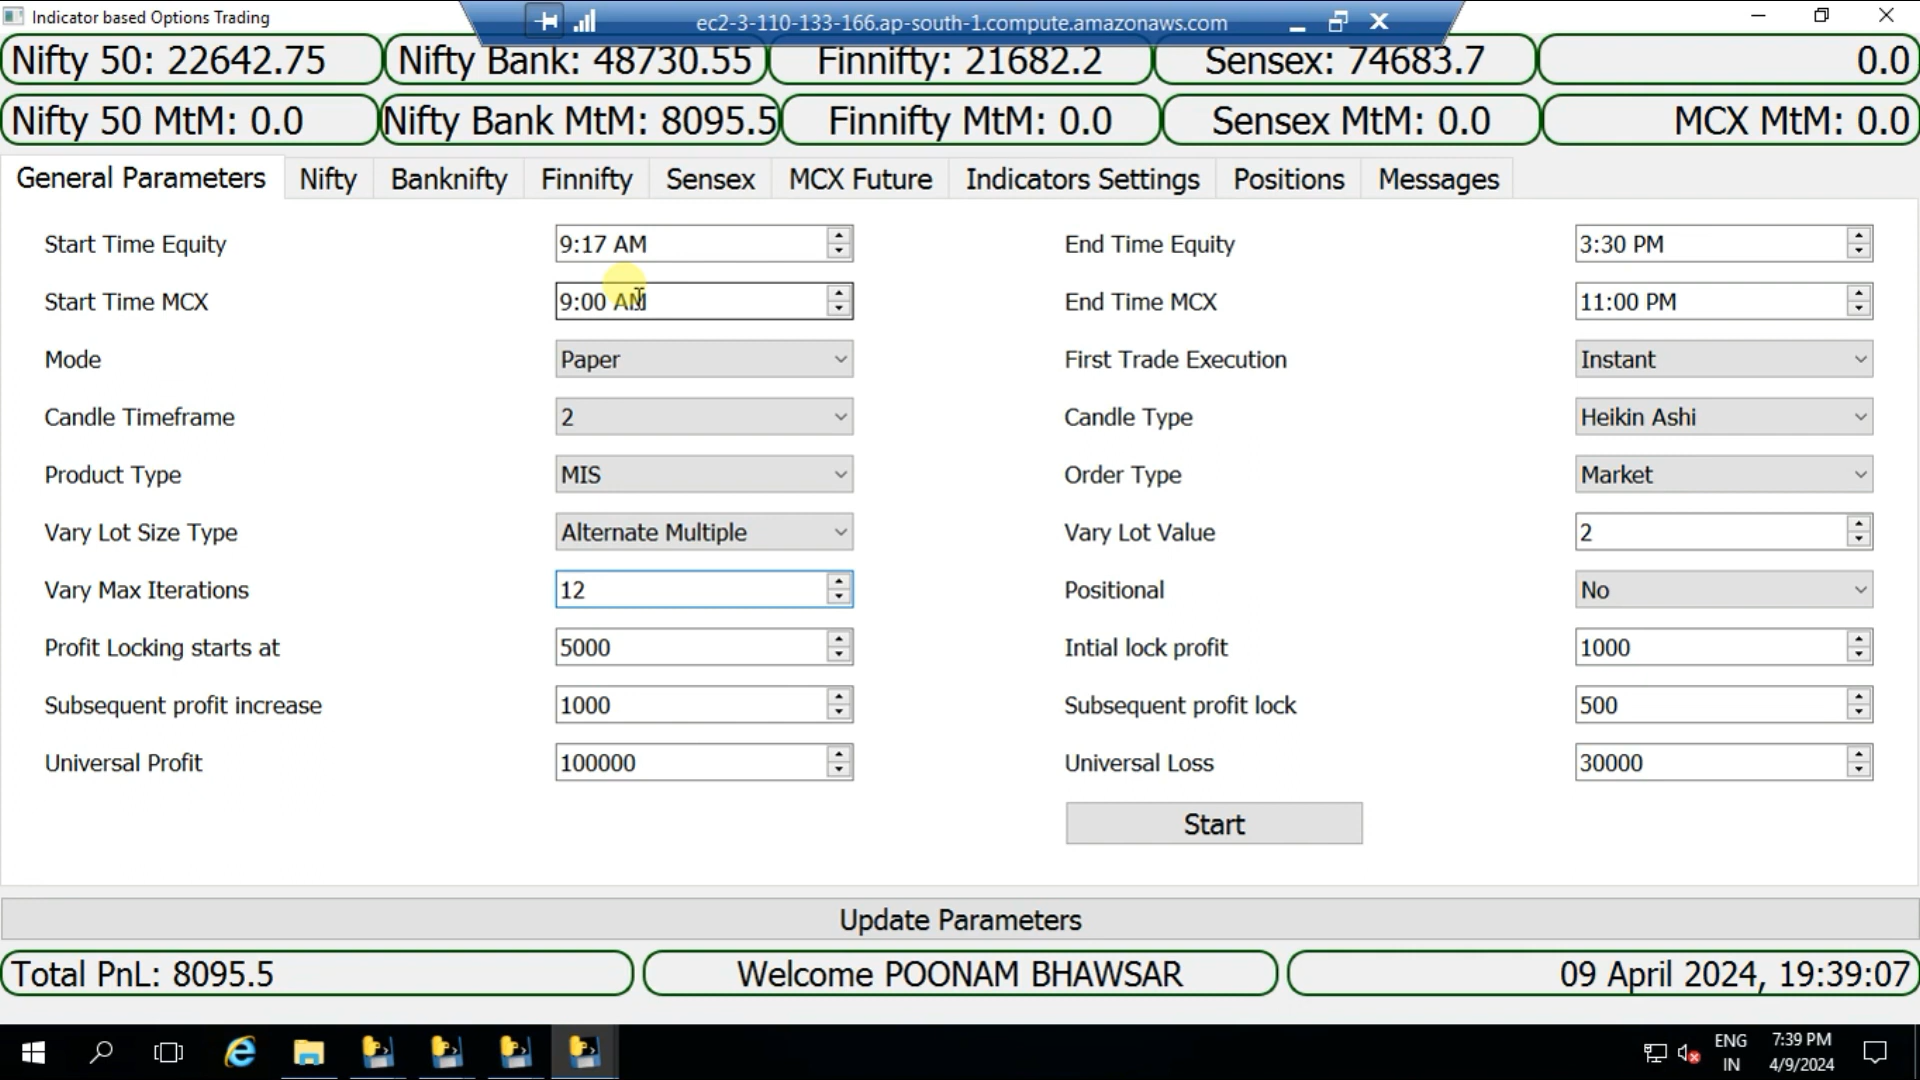 Indicator based Options Trading
ec2-3-110-133-166.ap-south-1.compute.amazonaws.com
Nifty 50: 22642.75 Nifty Bank: 48730.55 Finnifty: 21682.2 Sensex: 74683.7 0.0
Nifty 50 MtM: 0.0 Nifty Bank MtM: 8095.5 Finnifty MtM: 0.0 Sensex MtM: 0.0 MCX MtM: 0.0
General Parameters Nifty Banknifty Finnifty Sensex MCX Future Indicators Settings Positions Messages
Start Time Equity 9:17 AM End Time Equity 3:30 PM
Start Time MCX 9:00 AM End Time MCX 11:00 PM
Mode Paper First Trade Execution Instant
Candle Timeframe 2 Candle Type Heikin Ashi
Product Type MIS Order Type Market
Vary Lot Size Type Alternate Multiple Vary Lot Value 2
Vary Max Iterations 12 Positional No
Profit Locking starts at 5000 Intial lock profit 1000
Subsequent profit increase 1000 Subsequent profit lock 500
Universal Profit 100000 Universal Loss 30000
Start
Update Parameters
Total PnL: 8095.5 Welcome POONAM BHAWSAR 09 April 2024, 19:39:07
ENG 7:39 PM
IN 4/9/2024